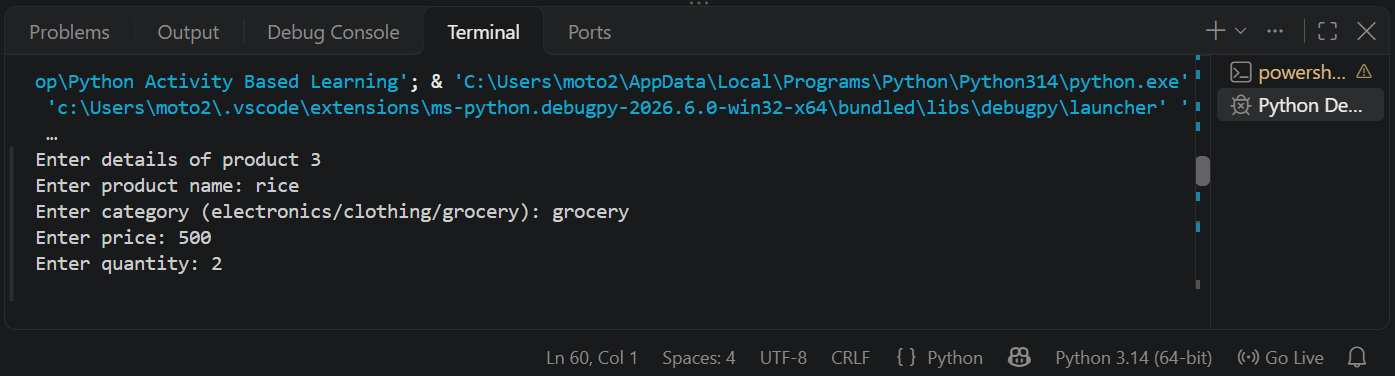 Problems Output Debug Console Terminal Ports
op\Python Activity Based Learning'; & 'C:\Users\moto2\AppData\Local\Programs\Python\Python314\python.exe'
'c:\Users\moto2\.vscode\extensions\ms-python.debugpy-2026.6.0-win32-x64\bundled\libs\debugpy\launcher' '
…
Enter details of product 3
Enter product name: rice
Enter category (electronics/clothing/grocery): grocery
Enter price: 500
Enter quantity: 2
powersh...
Python De...
Ln 60, Col 1 Spaces: 4 UTF-8 CRLF { } Python Python 3.14 (64-bit) Go Live